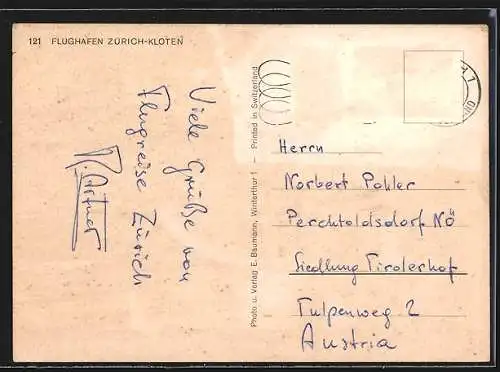 121 FLUGHAFEN ZÜRICH-KLOTEN
Viele Grüße von
Flugreise Zürich
Photo u. Verlag E. Baumann, Winterthur 1 — Printed in Switzerland
Herrn
Norbert Pohler
Perchtoldsdorf NÖ
Siedlung Tirolerhof
Tulpenweg 2
Austria